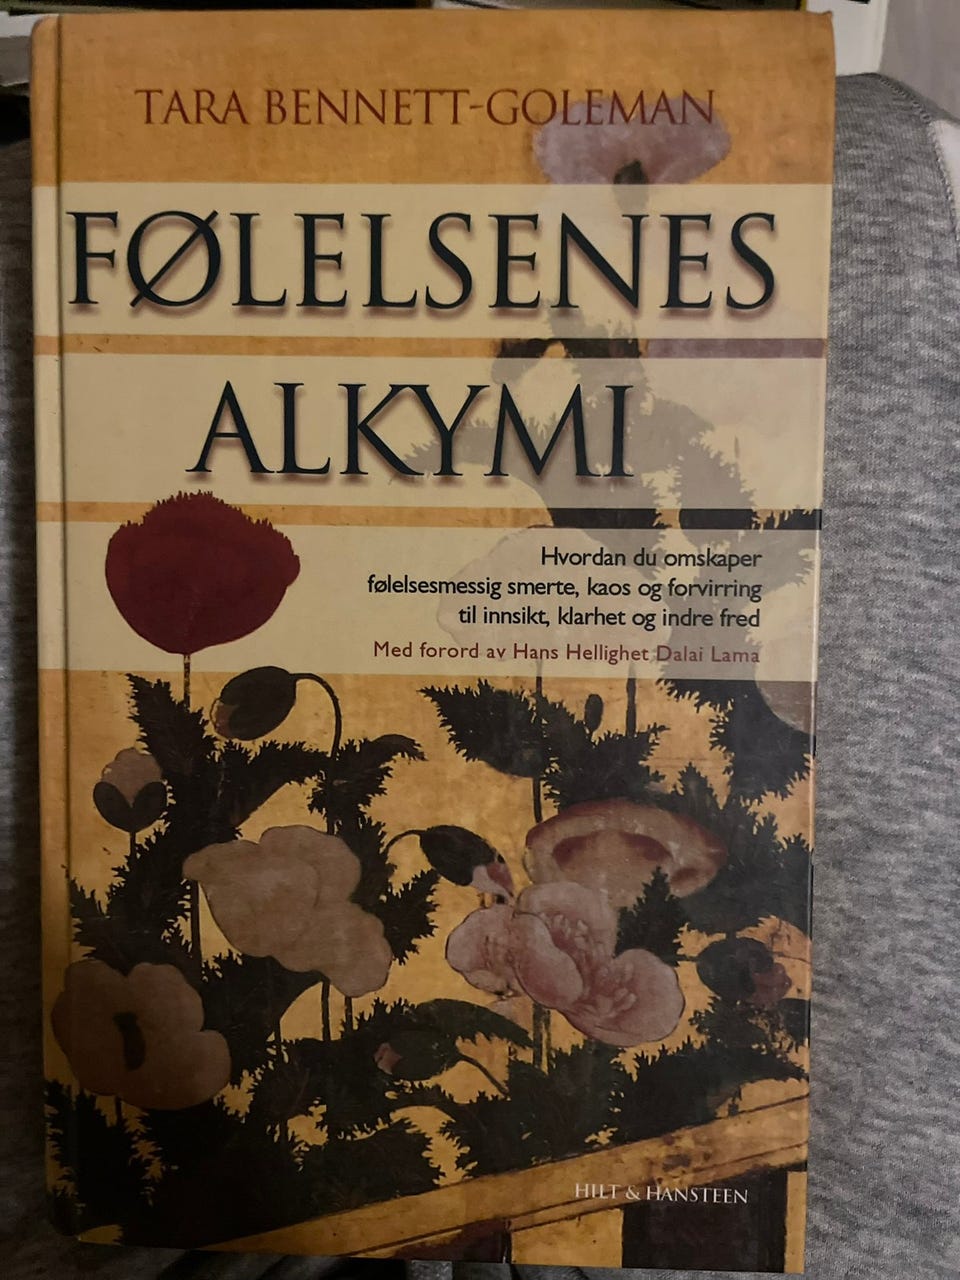 TARA BENNETT-GOLEMAN
FØLELSENES
ALKYMI
Hvordan du omskaper
følelsesmessig smerte, kaos og forvirring
til innsikt, klarhet og indre fred
Med forord av Hans Hellighet Dalai Lama
HILT & HANSTEEN